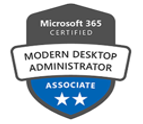 Microsoft 365
CERTIFIED
MODERN DESKTOP
ADMINISTRATOR
ASSOCIATE